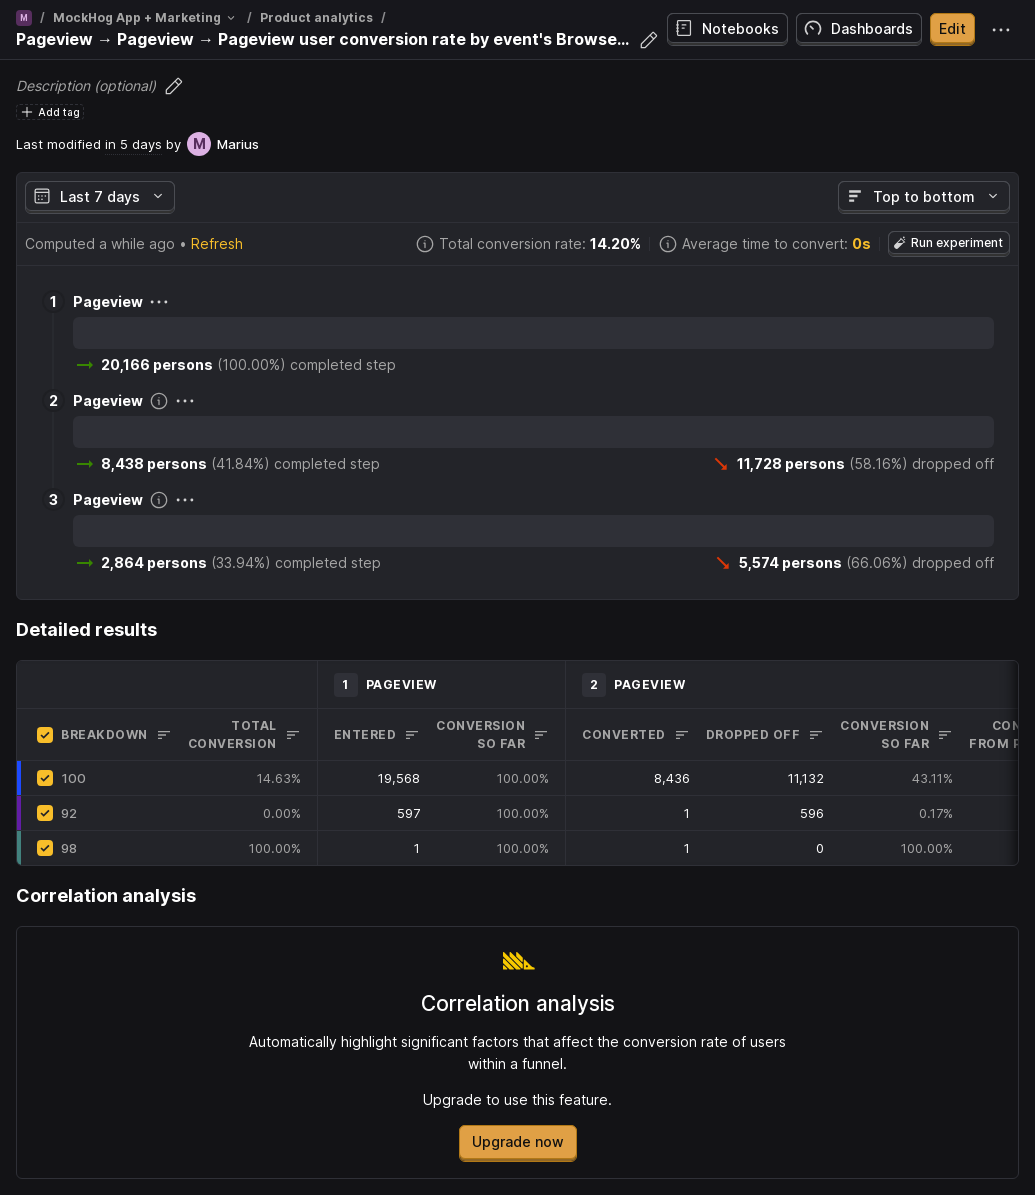 M / MockHog App + Marketing / Product analytics /
Pageview → Pageview → Pageview user conversion rate by event's Browse...
Notebooks
Dashboards
Edit
Description (optional)
Add tag
Last modified in 5 days by M Marius
Last 7 days
Top to bottom
Computed a while ago • Refresh
Total conversion rate: 14.20%
Average time to convert: 0s
Run experiment
1 Pageview
20,166 persons (100.00%) completed step
2 Pageview
8,438 persons (41.84%) completed step
11,728 persons (58.16%) dropped off
3 Pageview
2,864 persons (33.94%) completed step
5,574 persons (66.06%) dropped off
Detailed results
1 PAGEVIEW
2 PAGEVIEW
BREAKDOWN
TOTAL
CONVERSION
ENTERED
CONVERSION
SO FAR
CONVERTED
DROPPED OFF
CONVERSION
SO FAR
CON
FROM P
100 14.63% 19,568 100.00% 8,436 11,132 43.11%
92 0.00% 597 100.00% 1 596 0.17%
98 100.00% 1 100.00% 1 0 100.00%
Correlation analysis
Correlation analysis
Automatically highlight significant factors that affect the conversion rate of users
within a funnel.
Upgrade to use this feature.
Upgrade now